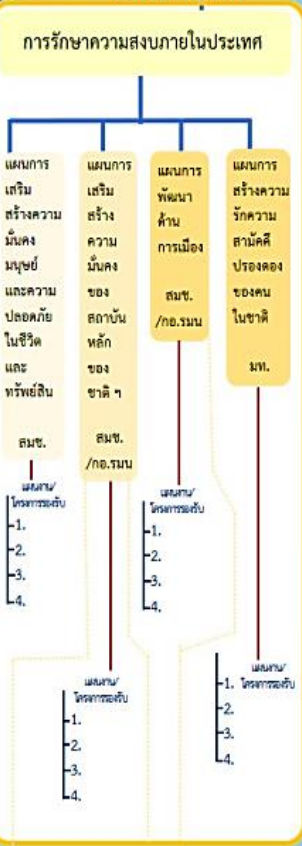 การรักษาความสงบภายในประเทศ
แผนการ
เสริม
สร้างความ
มั่นคง
มนุษย์
และความ
ปลอดภัย
ในชีวิต
และ
ทรัพย์สิน
สมช.
แผนงาน/
โครงการรองรับ
1.
2.
3.
4.
แผนการ
เสริม
สร้าง
ความ
มั่นคง
ของ
สถาบัน
หลัก
ของ
ชาติ ฯ
สมช.
/กอ.รมน
แผนงาน/
โครงการรองรับ
1.
2.
3.
4.
แผนการ
พัฒนา
ด้าน
การเมือง
สมช.
/กอ.รมน
แผนงาน/
โครงการรองรับ
1.
2.
3.
4.
แผนการ
สร้างความ
รักความ
สามัคคี
ปรองดอง
ของคน
ในชาติ
มท.
แผนงาน/
โครงการรองรับ
1.
2.
3.
4.